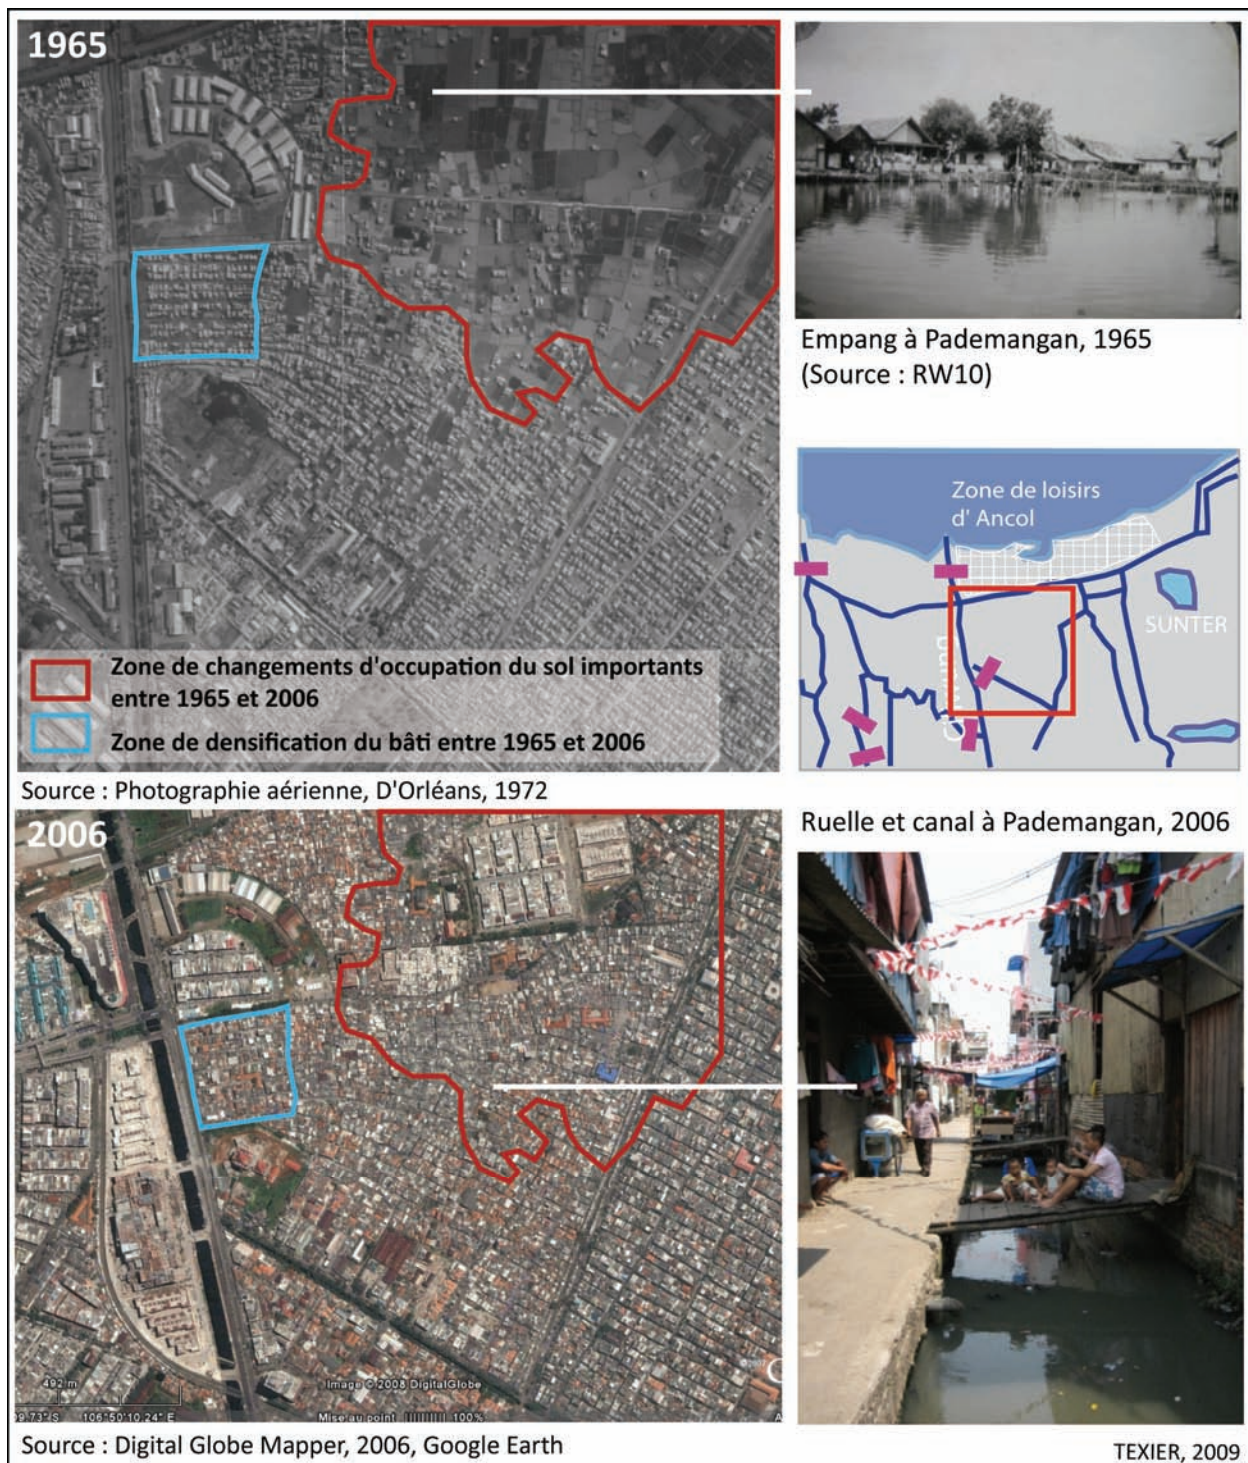 1965
Zone de changements d'occupation du sol importants
entre 1965 et 2006
Zone de densification du bâti entre 1965 et 2006
Source : Photographie aérienne, D'Orléans, 1972
Empang à Pademangan, 1965
(Source : RW10)
Zone de loisirs
d' Ancol
SUNTER
Ciliwung
2006
492 m
Image © 2008 DigitalGlobe
106°50'10.24" E
Mise au point 100%
Source : Digital Globe Mapper, 2006, Google Earth
Ruelle et canal à Pademangan, 2006
TEXIER, 2009